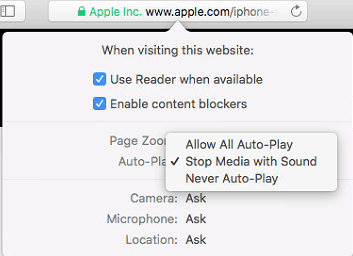 Apple Inc. www.apple.com/iphone-
When visiting this website:
Use Reader when available
Enable content blockers
Page Zoo
Allow All Auto-Play
Auto-Pla
Stop Media with Sound
Never Auto-Play
Camera: Ask
Microphone: Ask
Location: Ask